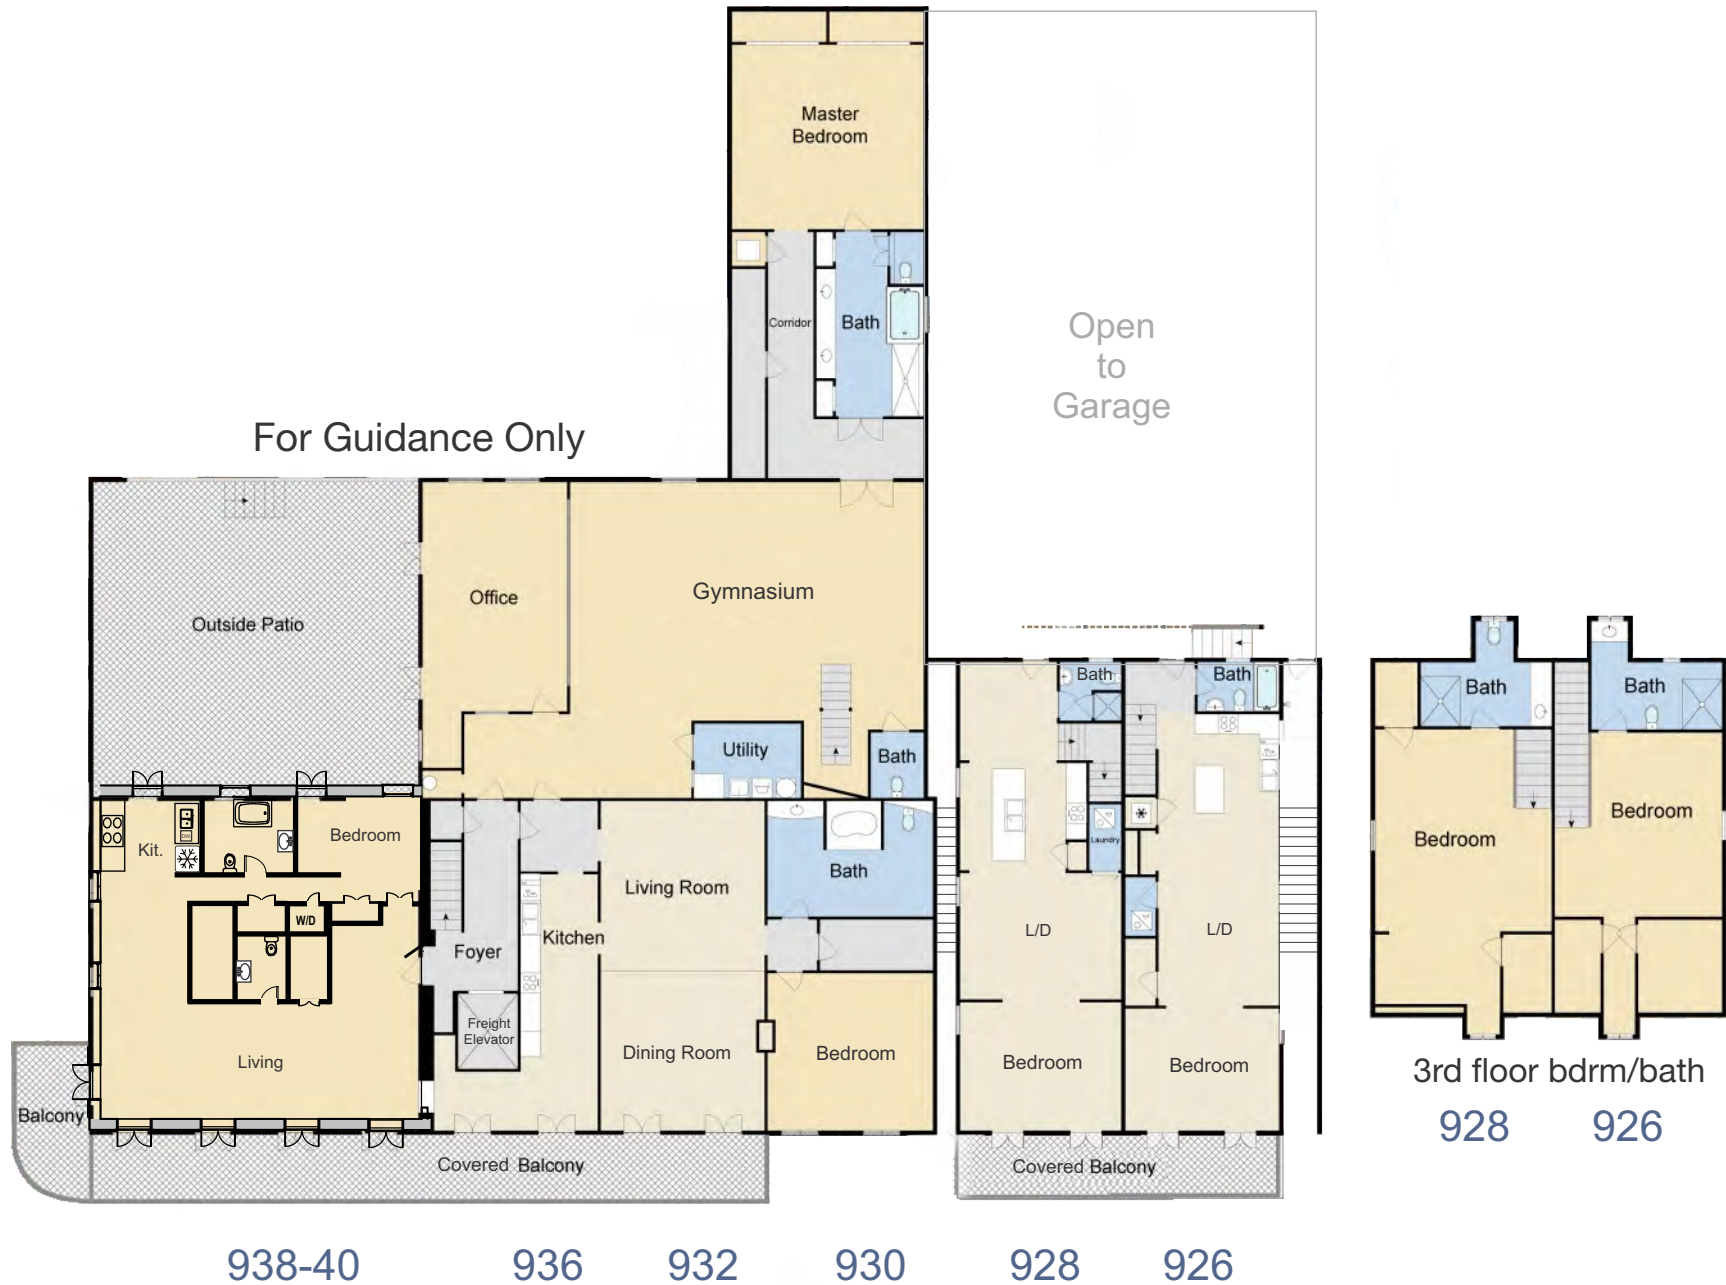 Master
Bedroom
Corridor
Bath
Open
to
Garage
For Guidance Only
Outside Patio
Office
Gymnasium
Utility
Bath
Bath
Bath
Bath
Bath
Kit.
DW
Bedroom
W/D
Living
Balcony
Foyer
Freight
Elevator
Kitchen
Living Room
Dining Room
Bath
Bedroom
Laundry
L/D
L/D
Bedroom
Bedroom
Bedroom
Bedroom
Covered Balcony
Covered Balcony
3rd floor bdrm/bath
928 926
938-40 936 932 930 928 926